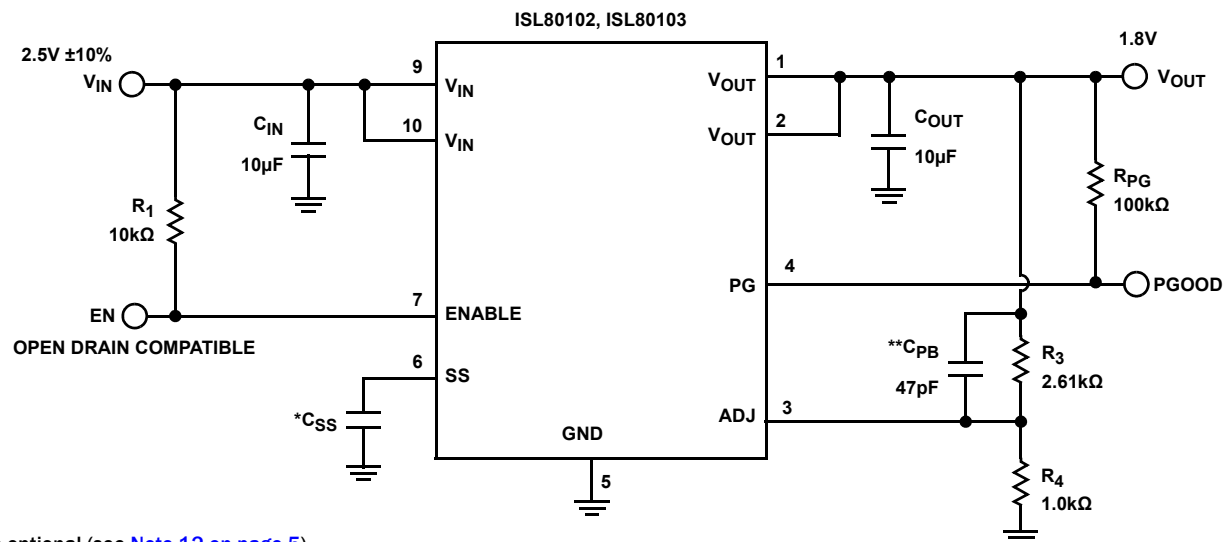 ISL80102, ISL80103
2.5V ±10%
VIN
9
VIN
10
VIN
CIN
10µF
R1
10kΩ
EN
7
ENABLE
OPEN DRAIN COMPATIBLE
6
SS
*CSS
GND
5
1
VOUT
2
VOUT
COUT
10µF
1.8V
VOUT
RPG
100kΩ
4
PG
PGOOD
**CPB
47pF
R3
2.61kΩ
3
ADJ
R4
1.0kΩ
optional (see Note 12 on page 5)